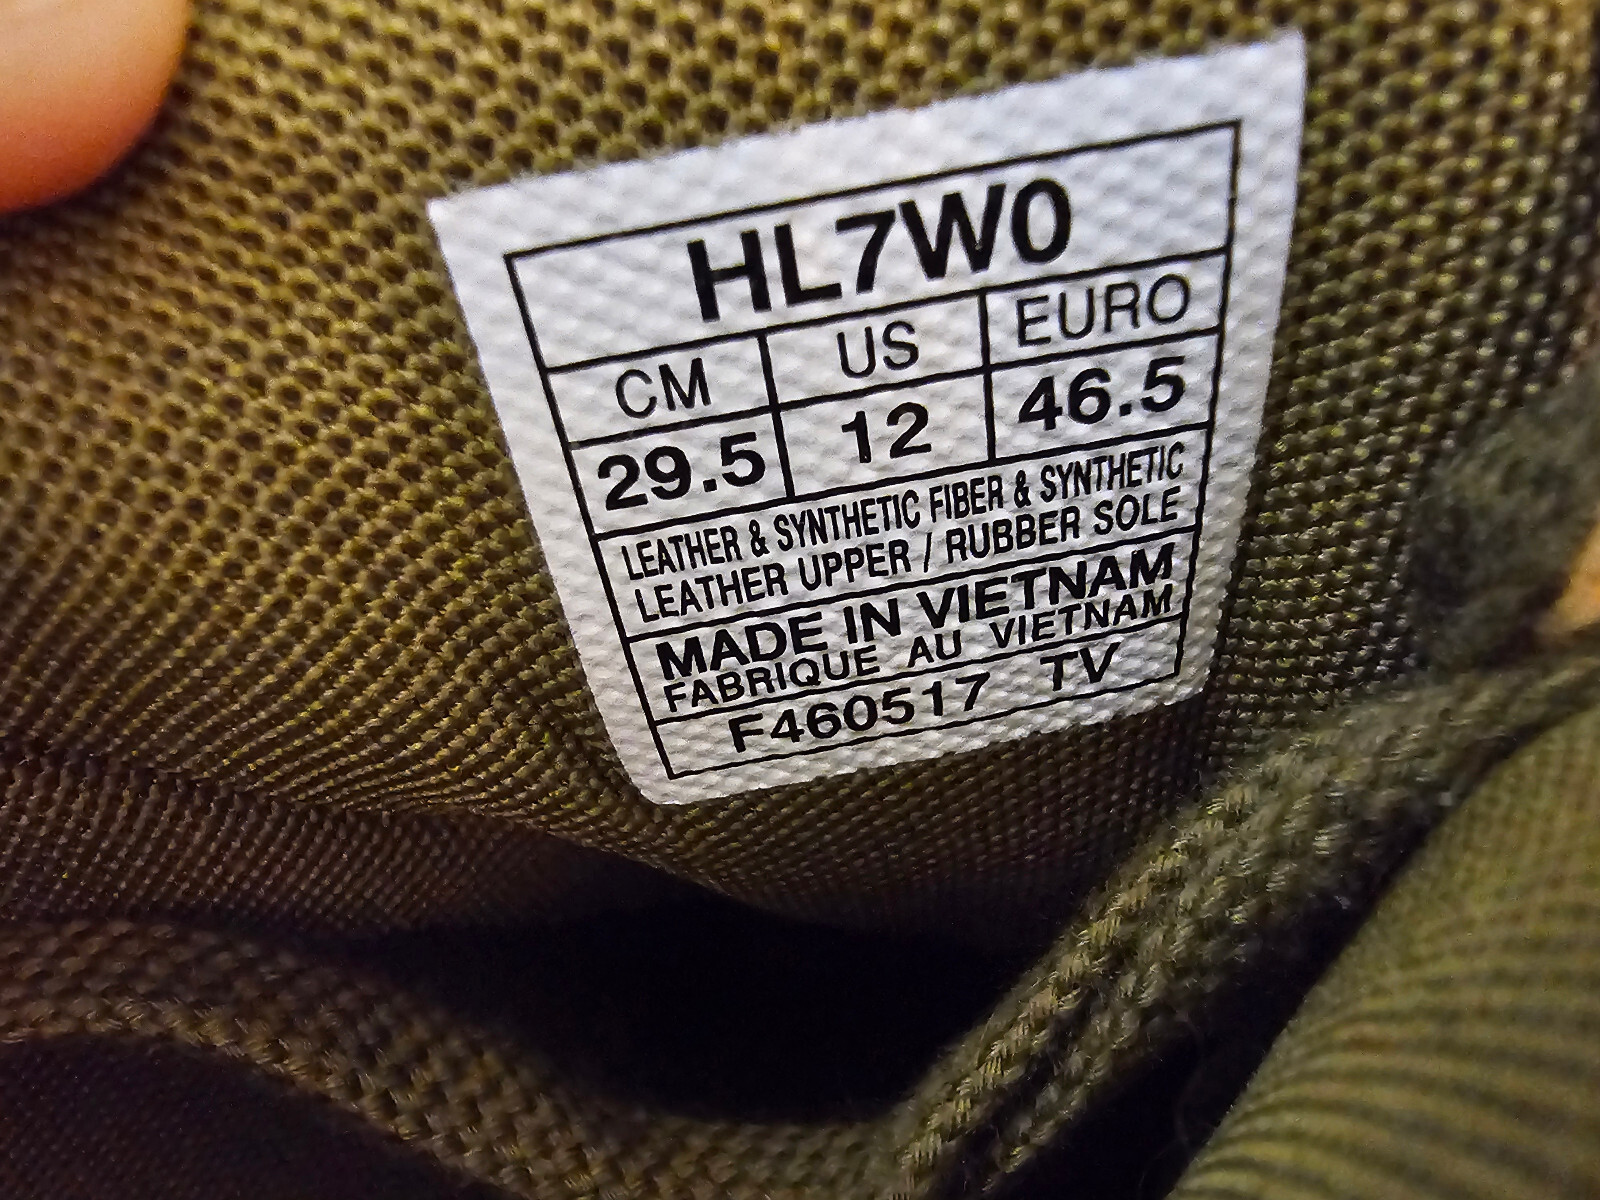 HL7W0
CM US EURO
29.5 12 46.5
LEATHER & SYNTHETIC FIBER & SYNTHETIC
LEATHER UPPER / RUBBER SOLE
MADE IN VIETNAM
FABRIQUE AU VIETNAM
F460517 TV